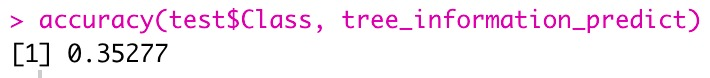 > accuracy(test$Class, tree_information_predict)
[1] 0.35277